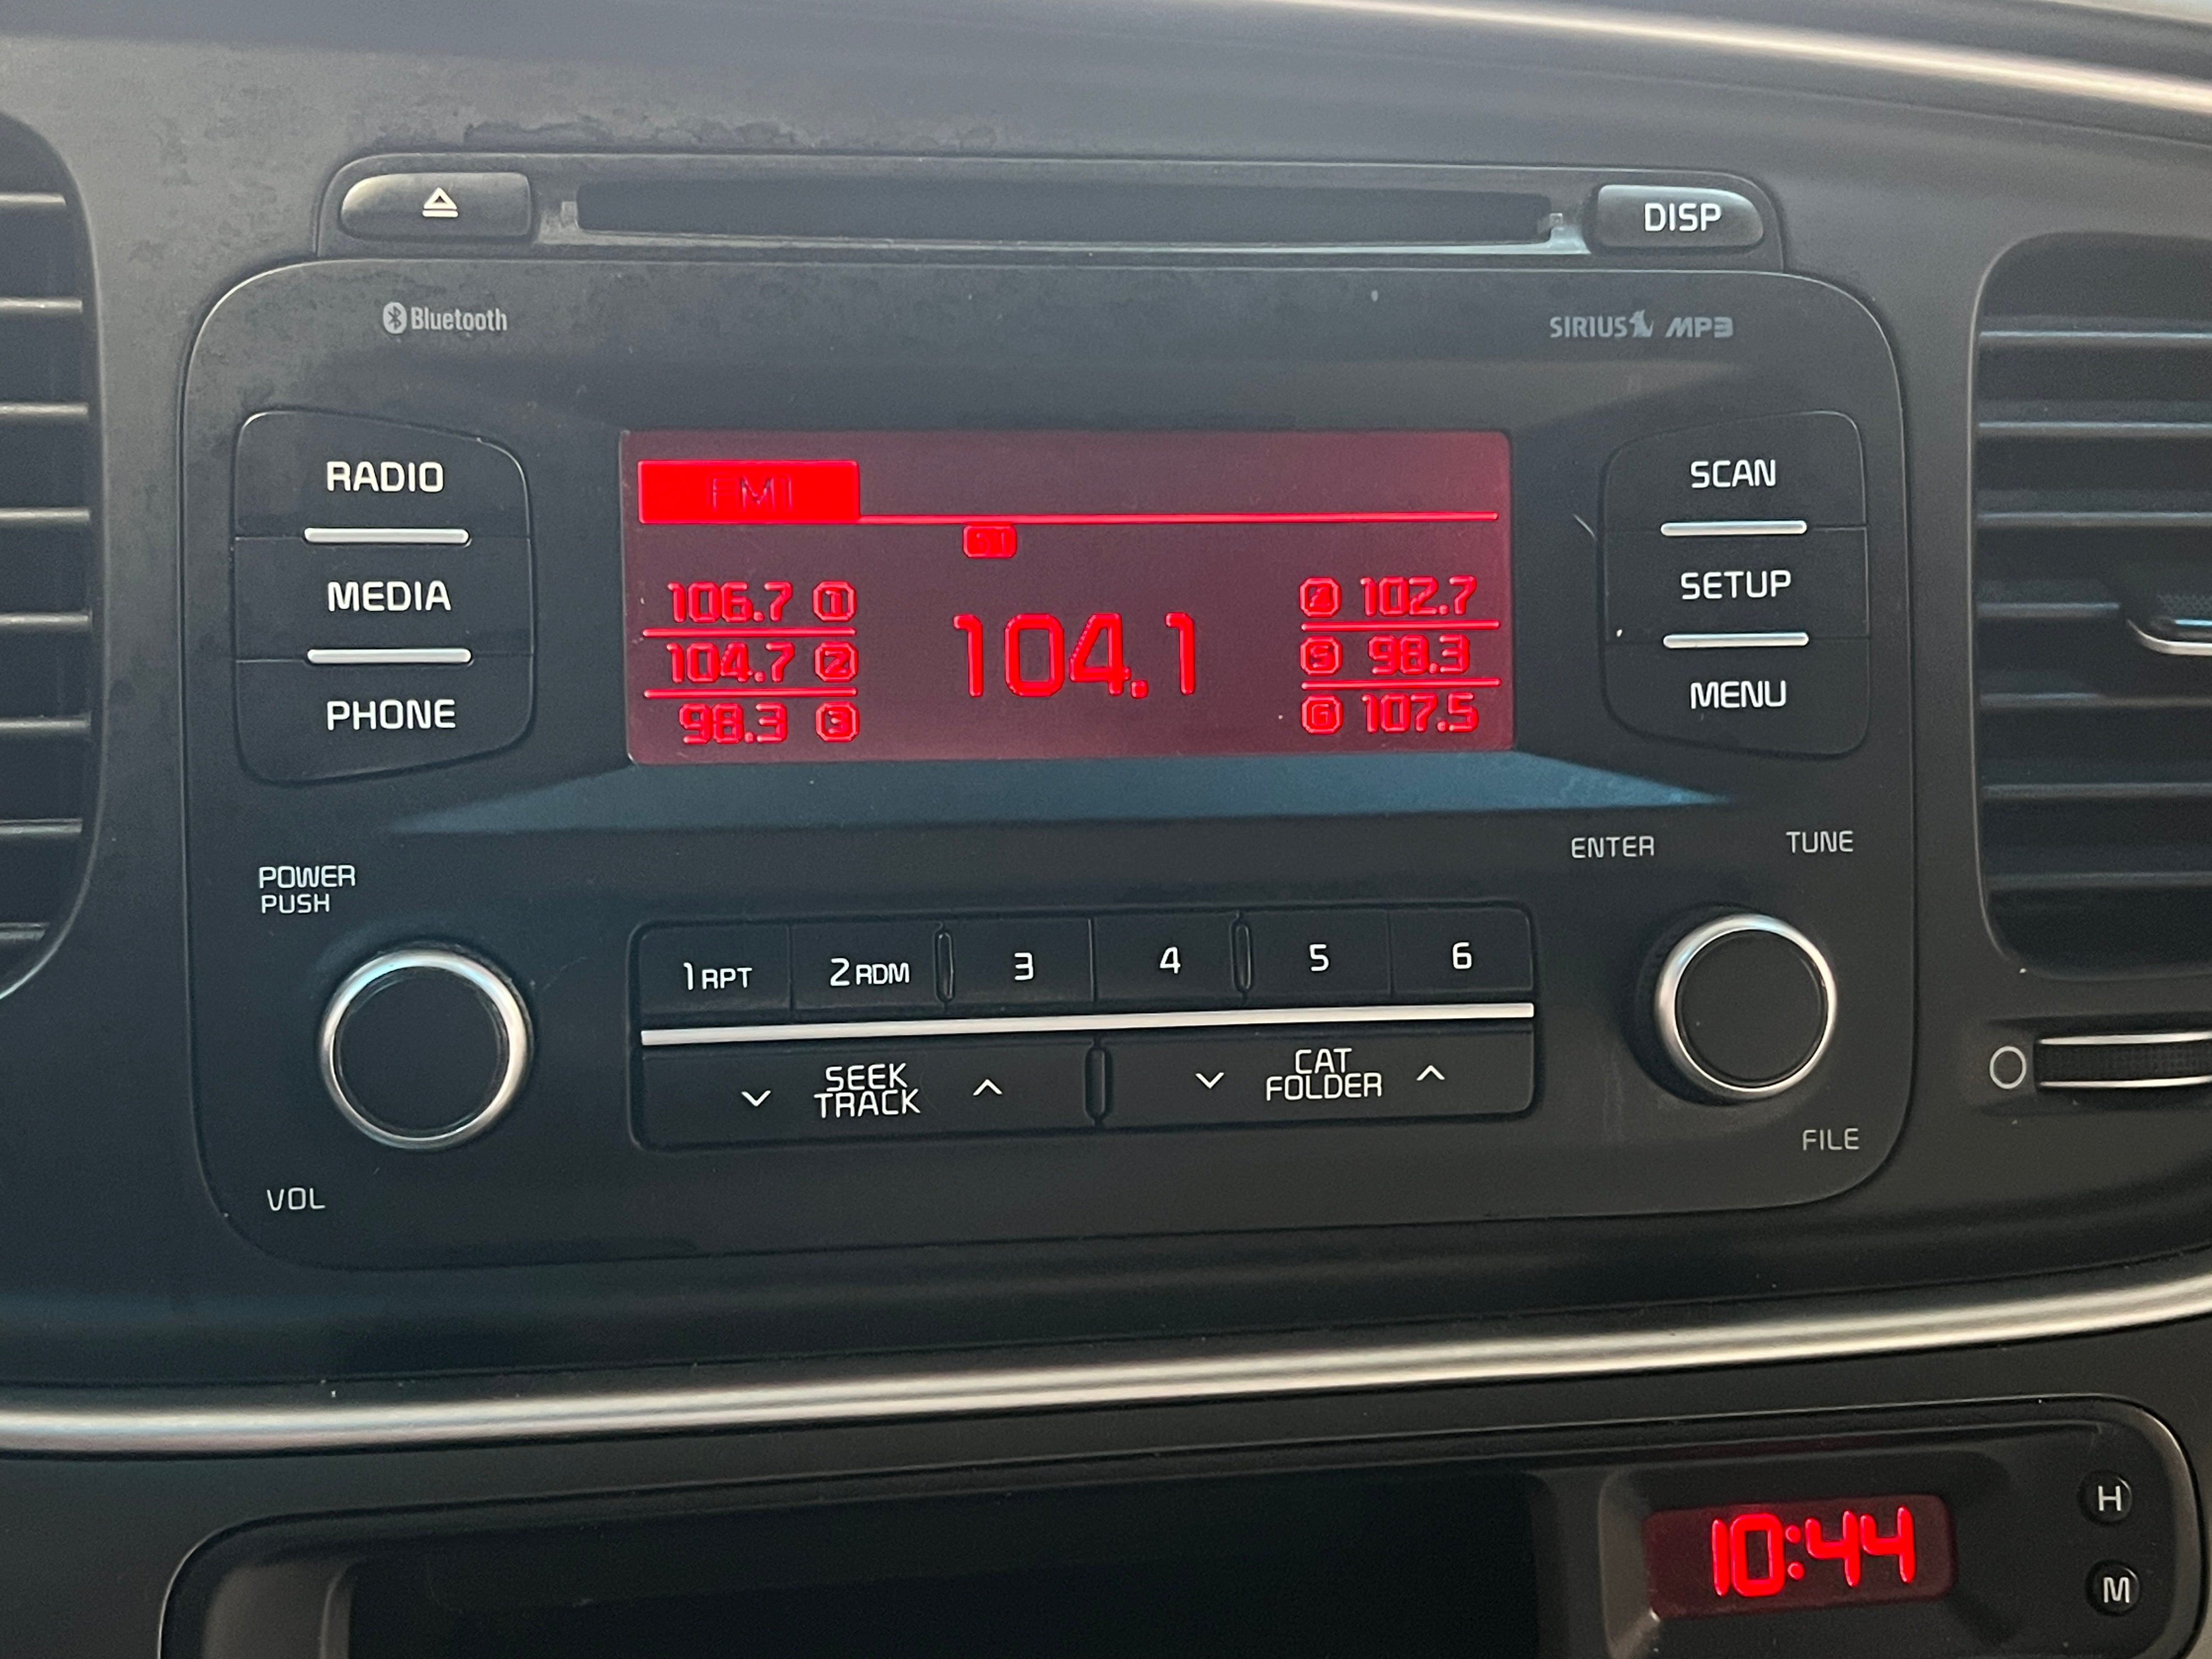 DISP
Bluetooth
SIRIUS MP3
RADIO
MEDIA
PHONE
FM1
ST
106.7 1
104.7 2
98.3 3
104.1
4 102.7
5 98.3
6 107.5
SCAN
SETUP
MENU
POWER
PUSH
VOL
1 RPT 2 RDM 3 4 5 6
SEEK
TRACK
CAT
FOLDER
ENTER TUNE
FILE
10:44
H
M